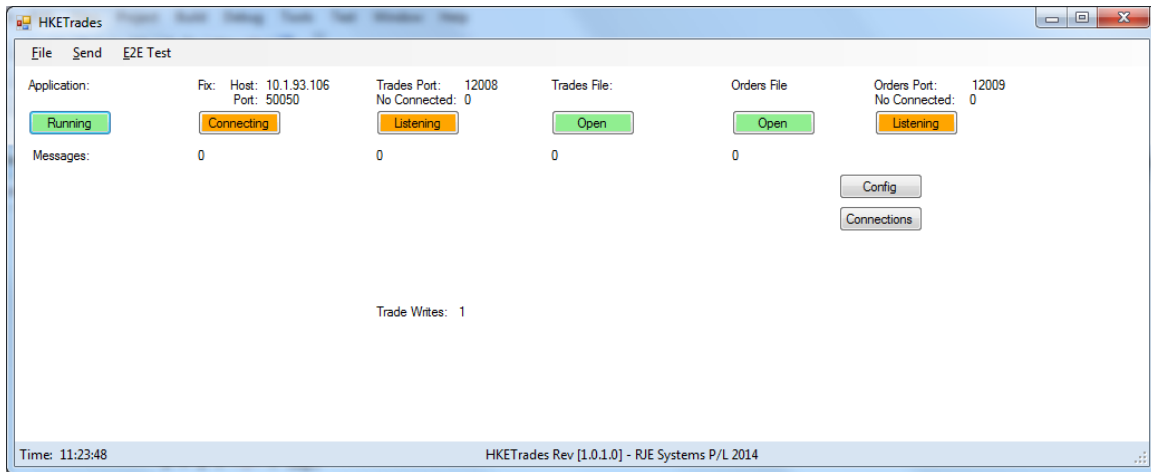 HKETrades
File Send E2E Test
Application: Fix: Host: 10.1.93.106 Trades Port: 12008 Trades File: Orders File Orders Port: 12009
Port: 50050 No Connected: 0 No Connected: 0
Running Connecting Listening Open Open Listening
Messages: 0 0 0 0
Config
Connections
Trade Writes: 1
Time: 11:23:48 HKETrades Rev [1.0.1.0] - RJE Systems P/L 2014